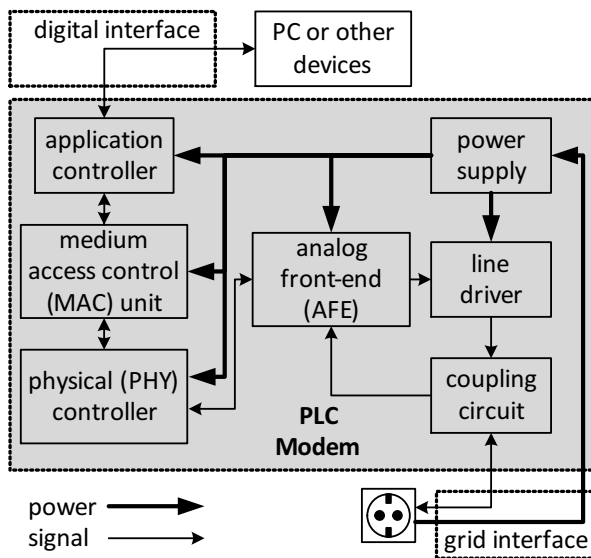 digital interface
PC or other
devices
application
controller
power
supply
medium
access control
(MAC) unit
analog
front-end
(AFE)
line
driver
physical (PHY)
controller
coupling
circuit
PLC
Modem
power
signal
grid interface